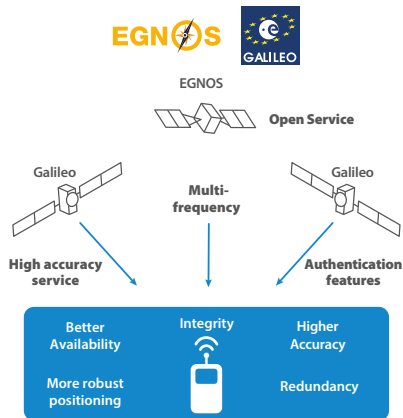 EGNOS
GALILEO
EGNOS
Open Service
Galileo
Galileo
Multi-
frequency
High accuracy
service
Authentication
features
Better
Availability
Integrity
Higher
Accuracy
More robust
positioning
Redundancy